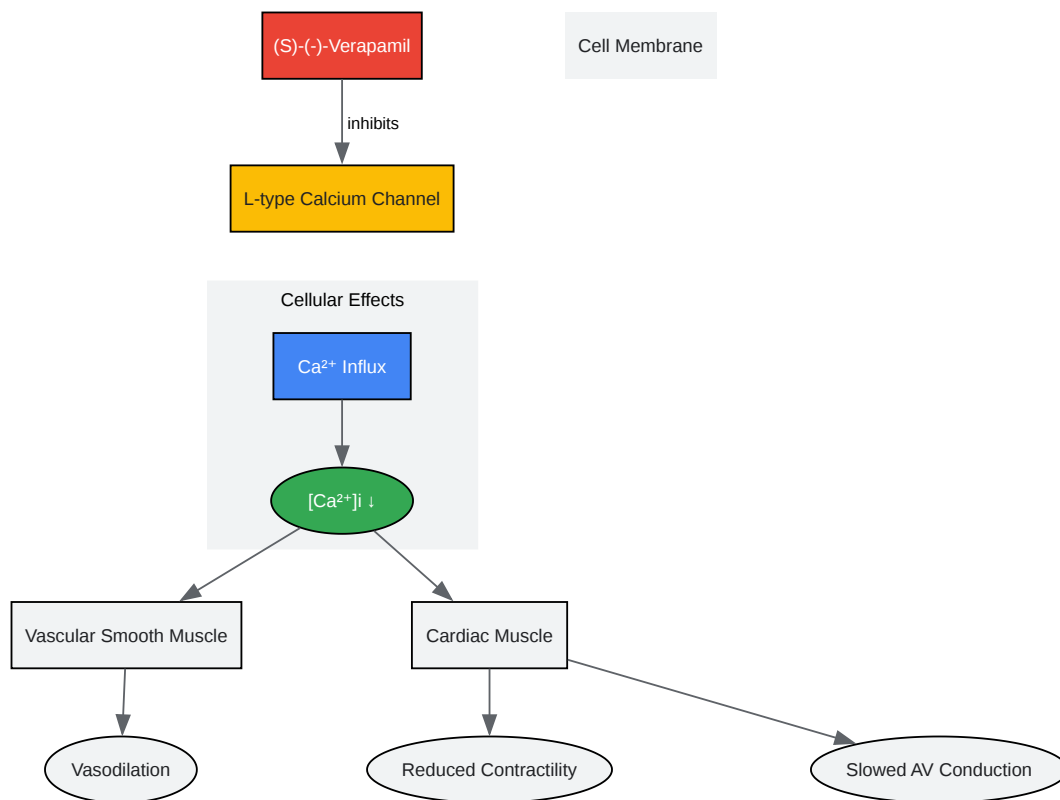 (S)-(-)-Verapamil
Cell Membrane
inhibits
L-type Calcium Channel
Cellular Effects
Ca²⁺ Influx
[Ca²⁺]i ↓
Vascular Smooth Muscle
Cardiac Muscle
Vasodilation
Reduced Contractility
Slowed AV Conduction